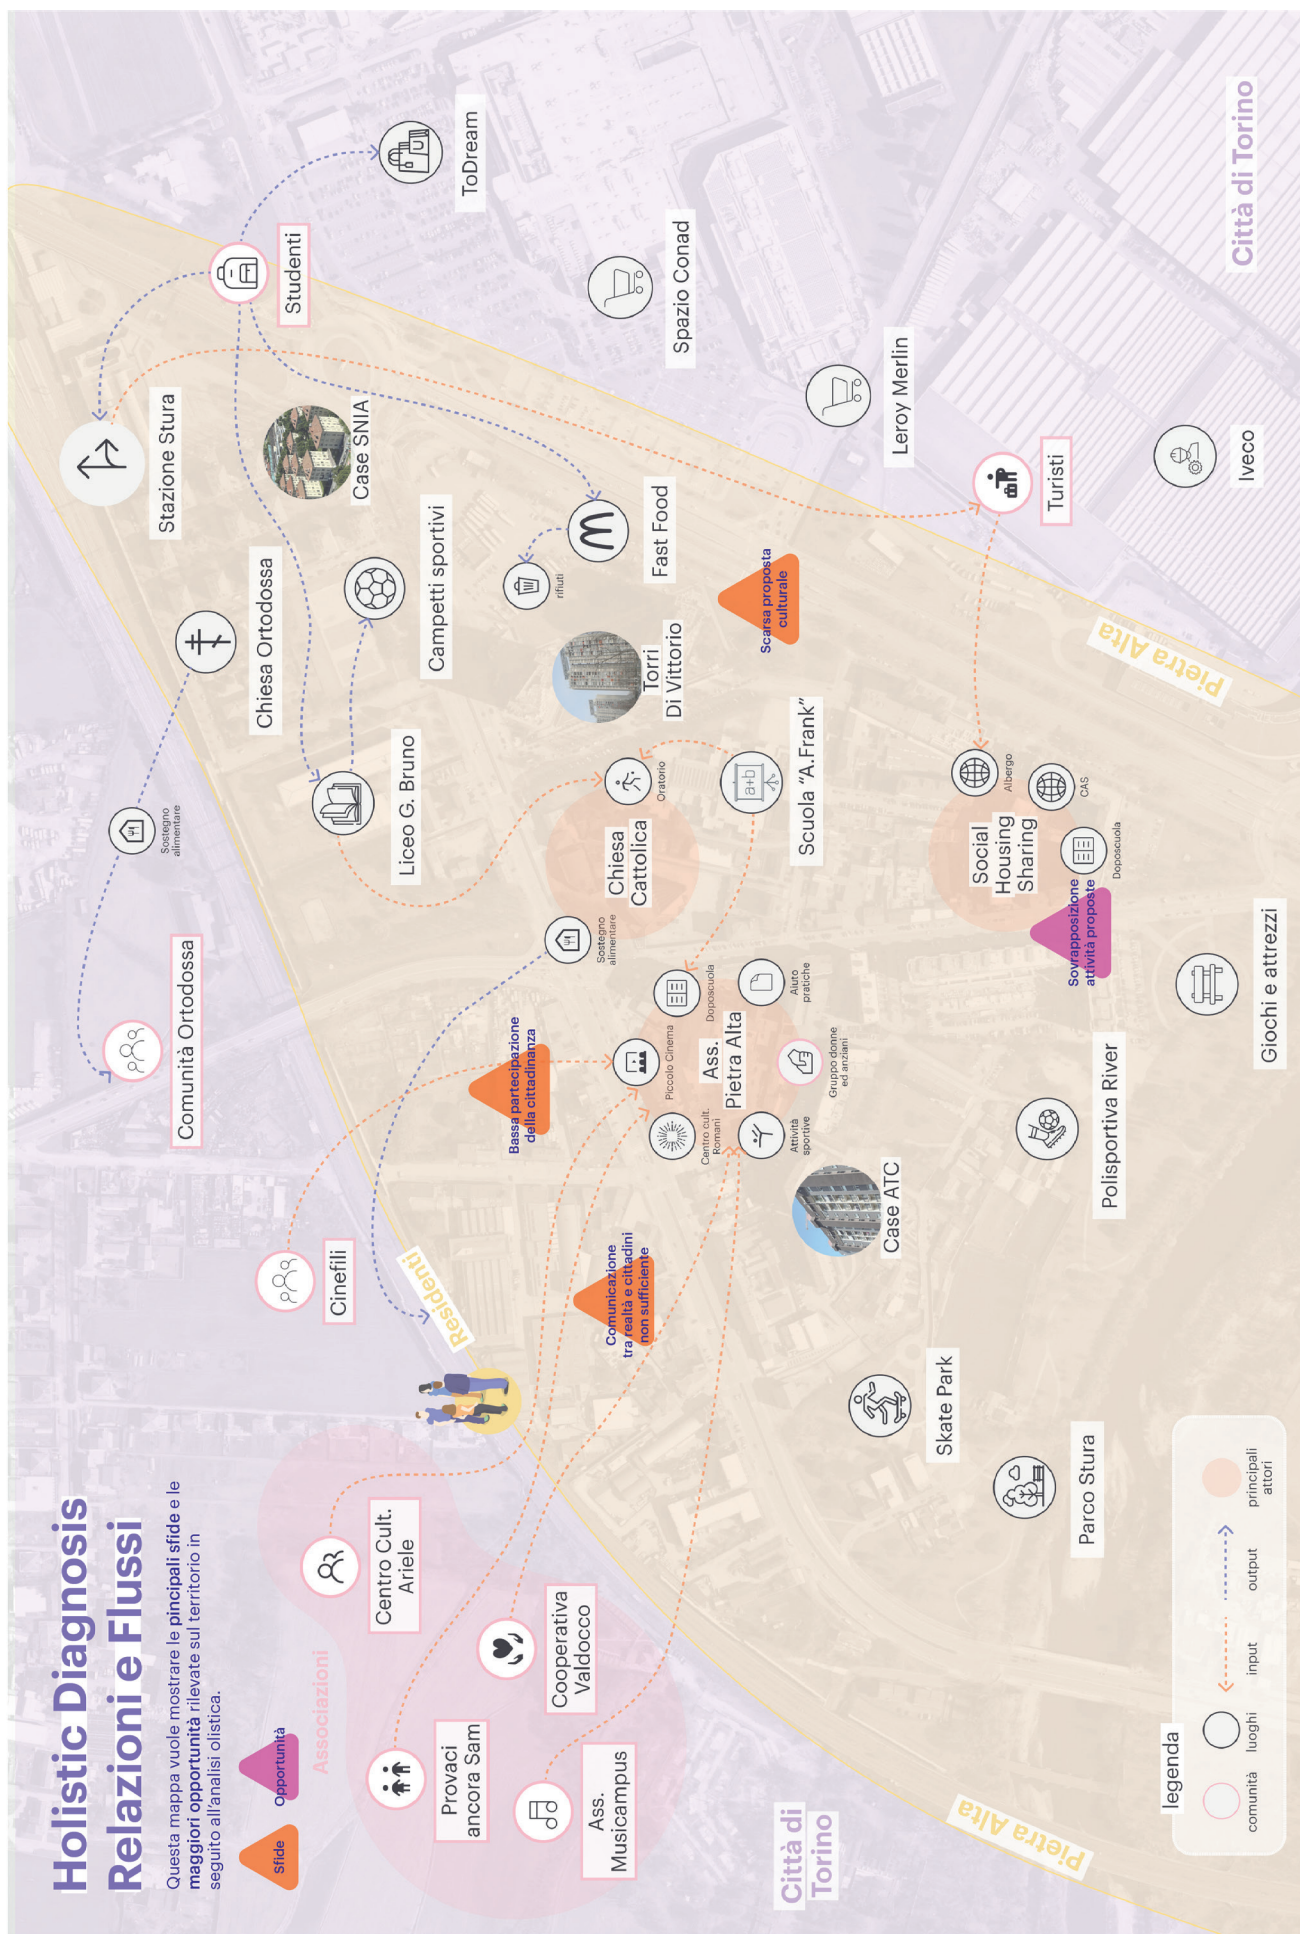 Holistic Diagnosis
Relazioni e Flussi
Questa mappa vuole mostrare le pincipali sfide e le
maggiori opportunità rilevate sul territorio in
seguito all'analisi olistica.
Sfide
Opportunità
Associazioni
Centro Cult.
Ariele
Provaci
ancora Sam
Cooperativa
Valdocco
Ass.
Musicampus
Città di
Torino
Cinefili
Residenti
Comunità Ortodossa
Sostegno
alimentare
Chiesa Ortodossa
Stazione Stura
Studenti
ToDream
Case SNIA
Campetti sportivi
Liceo G. Bruno
rifiuti
Fast Food
Spazio Conad
Torri
Di Vittorio
Oratorio
Chiesa
Cattolica
Sostegno
alimentare
Bassa partecipazione
della cittadinanza
Scarsa proposta
culturale
Scuola “A.Frank”
Leroy Merlin
Comunicazione
tra realtà e cittadini
non sufficiente
Piccolo Cinema
Doposcuola
Ass.
Pietra Alta
Centro cult.
Romani
Aiuto
pratiche
Attività
sportive
Gruppo donne
ed anziani
Case ATC
Turisti
Iveco
Città di Torino
Pietra Alta
Albergo
CAS
Social
Housing
Sharing
Doposcuola
Sovrapposizione
attività proposte
Giochi e attrezzi
Polisportiva River
Skate Park
Parco Stura
Pietra Alta
legenda
comunità
luoghi
input
output
principali
attori